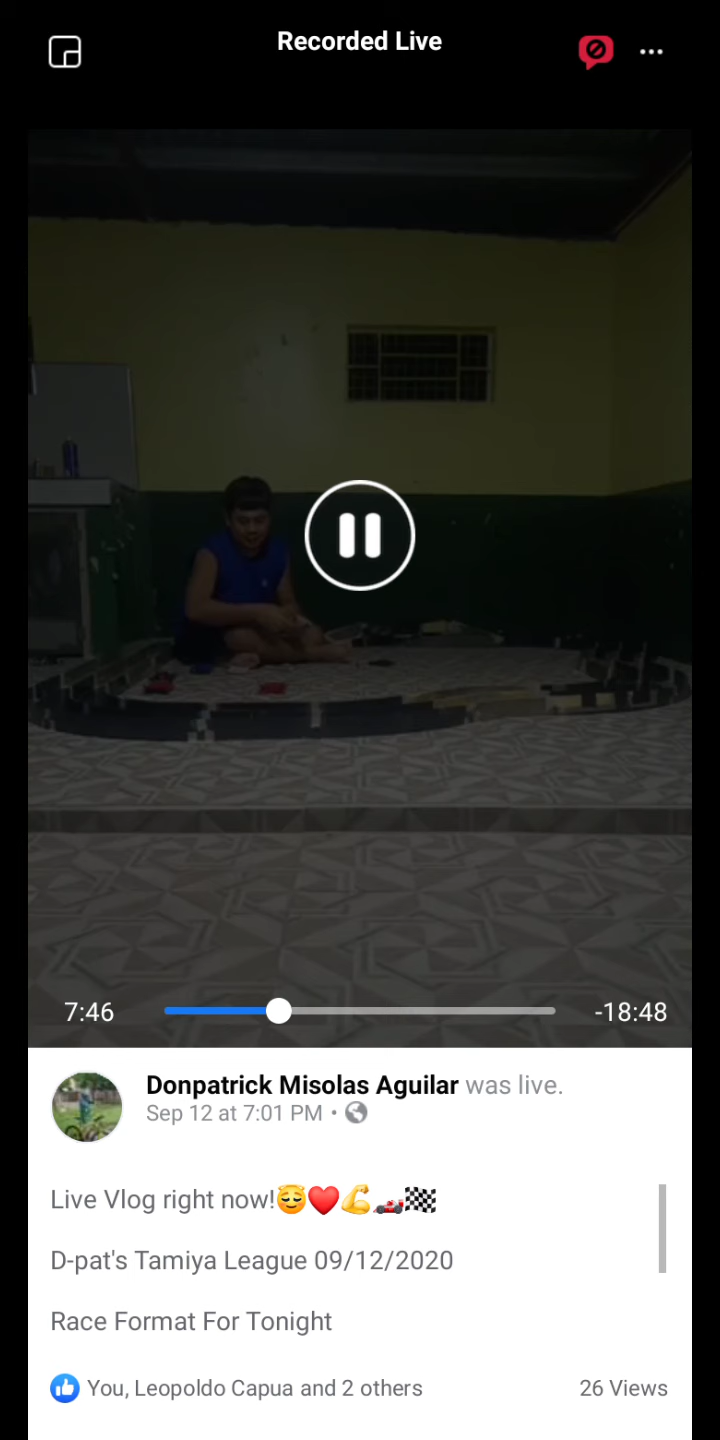 Recorded Live
7:46
-18:48
Donpatrick Misolas Aguilar was live.
Sep 12 at 7:01 PM •
Live Vlog right now!😇❤️💪🏎️🏁
D-pat's Tamiya League 09/12/2020
Race Format For Tonight
You, Leopoldo Capua and 2 others
26 Views